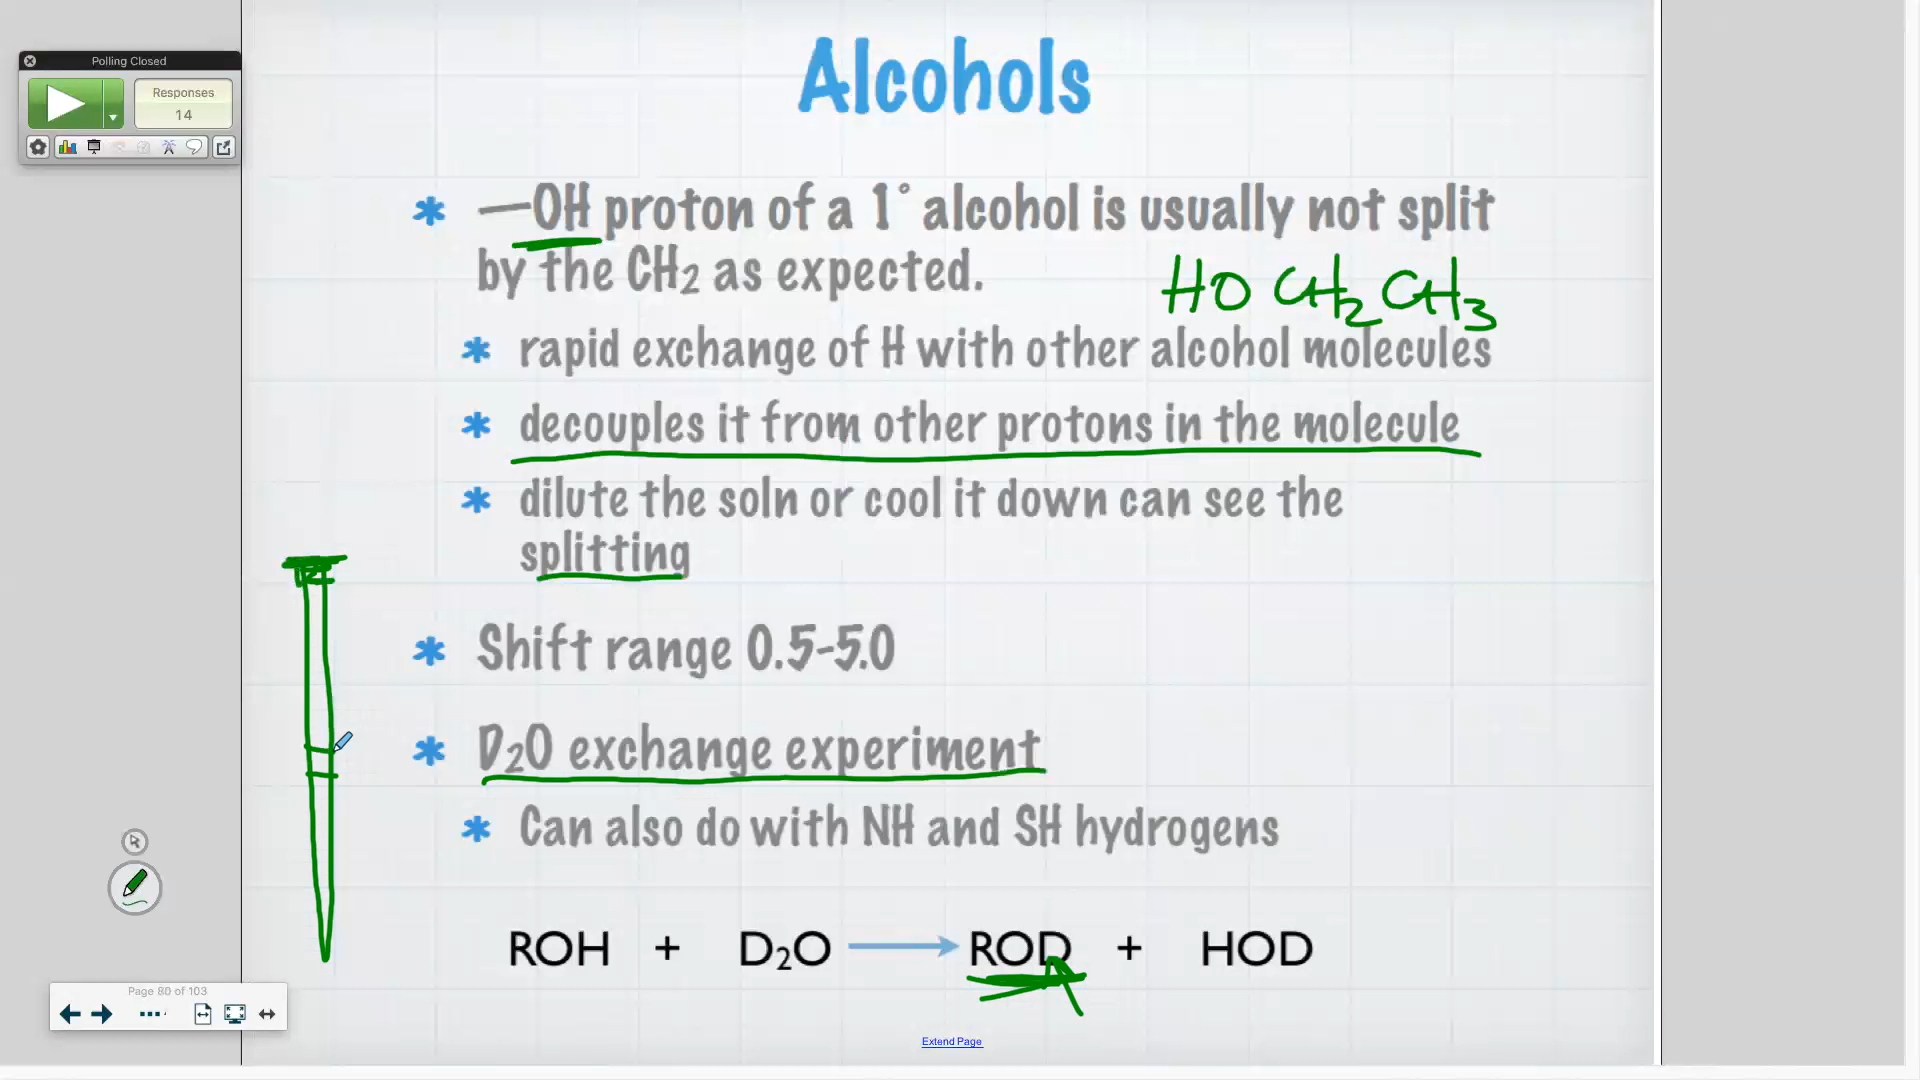 Polling Closed
Responses
14
Alcohols
—OH proton of a 1° alcohol is usually not split
by the CH₂ as expected.
HO CH₂ CH₃
rapid exchange of H with other alcohol molecules
decouples it from other protons in the molecule
dilute the soln or cool it down can see the
splitting
Shift range 0.5-5.0
D₂O exchange experiment
Can also do with NH and SH hydrogens
ROH + D₂O → ROD + HOD
Page 80 of 103
Extend Page